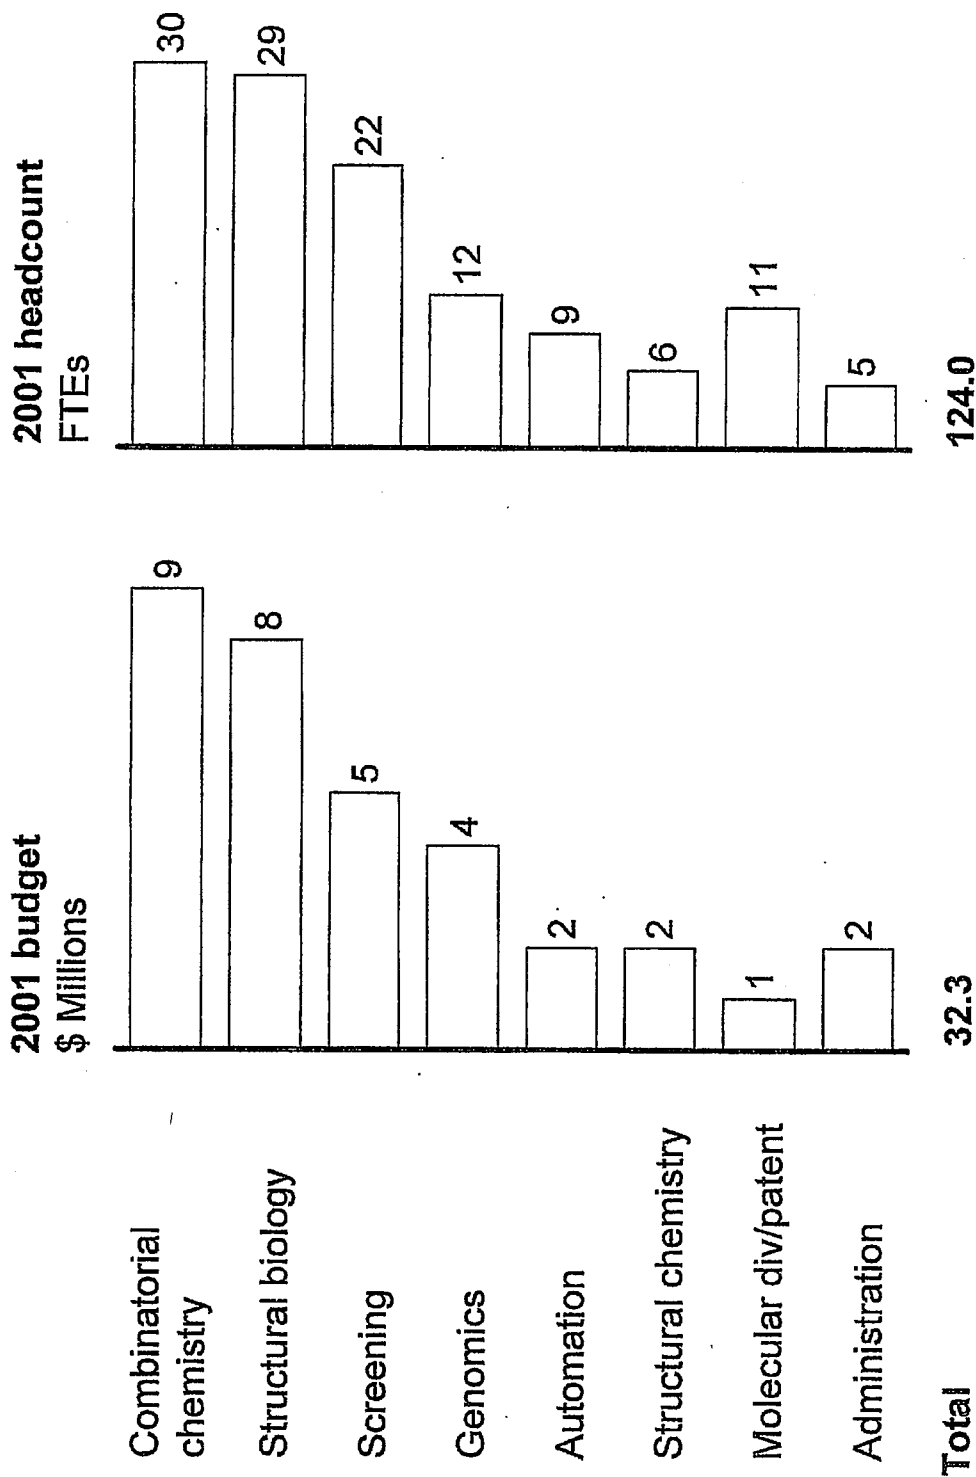 2001 budget
$ Millions
2001 headcount
FTEs
Combinatorial
chemistry
9
30
Structural biology
8
29
Screening
5
22
Genomics
4
12
Automation
2
9
Structural chemistry
2
6
Molecular div/patent
1
11
Administration
2
5
Total
32.3
124.0